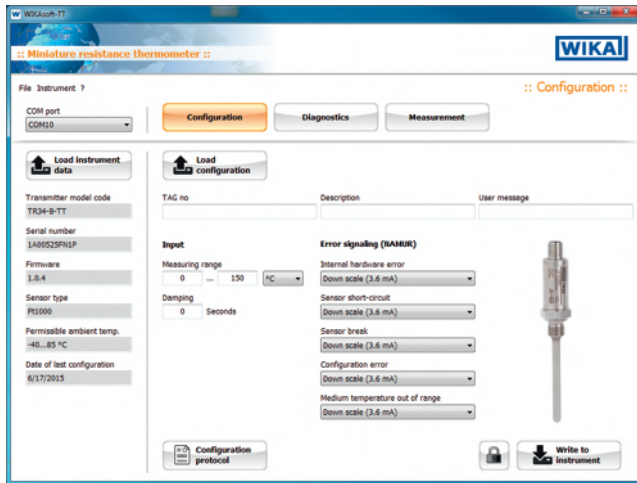 WIKAsoft-TT
:: Miniature resistance thermometer ::
WIKAI
File Instrument ?
:: Configuration ::
COM port
COM10
Configuration
Diagnostics
Measurement
Load instrument
data
Load
configuration
Transmitter model code
TR34-B-TT
Serial number
1A00525FN1P
Firmware
1.0.4
Sensor type
Pt1000
Permissible ambient temp.
-40...85 °C
Date of last configuration
6/17/2015
TAG no
Description
User message
Input
Measuring range
0 ... 150 °C
Damping
0 Seconds
Error signaling (NAMUR)
Internal hardware error
Down scale (3.6 mA)
Sensor short-circuit
Down scale (3.6 mA)
Sensor break
Down scale (3.6 mA)
Configuration error
Down scale (3.6 mA)
Medium temperature out of range
Down scale (3.6 mA)
Configuration
protocol
Write to
instrument